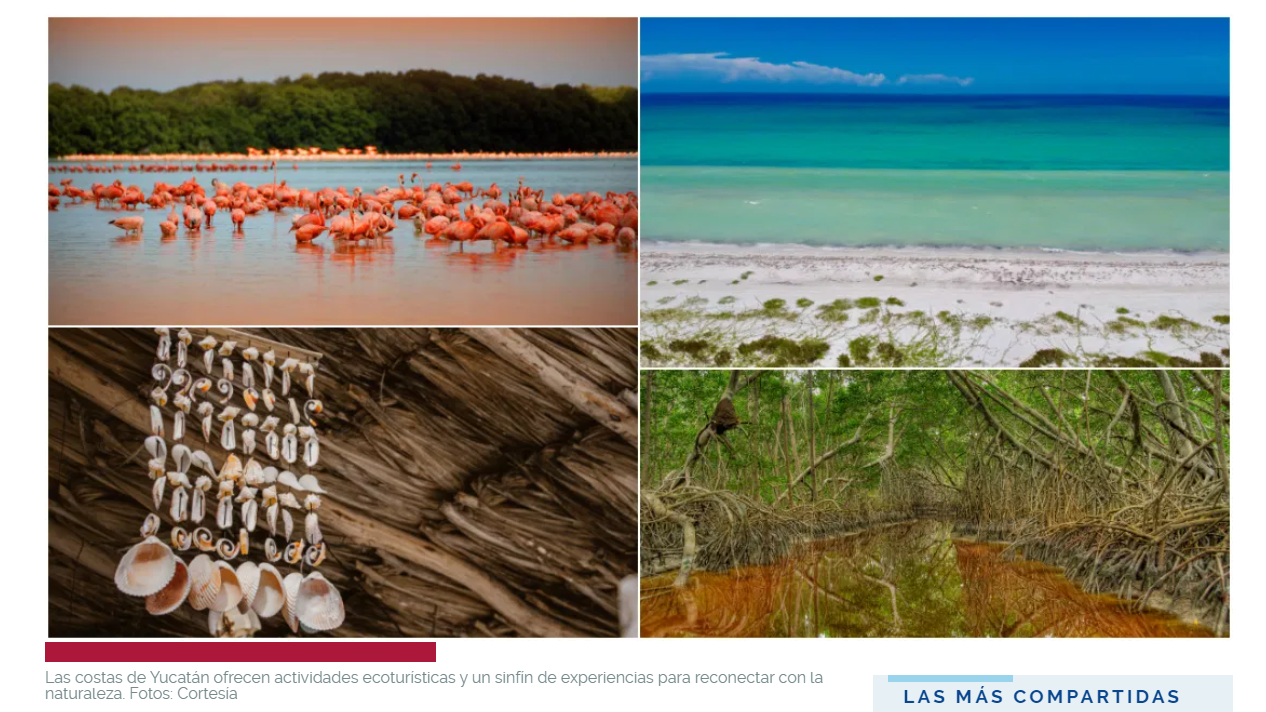 Las costas de Yucatán ofrecen actividades ecoturísticas y un sinfín de experiencias para reconectar con la
naturaleza. Fotos: Cortesía
LAS MÁS COMPARTIDAS